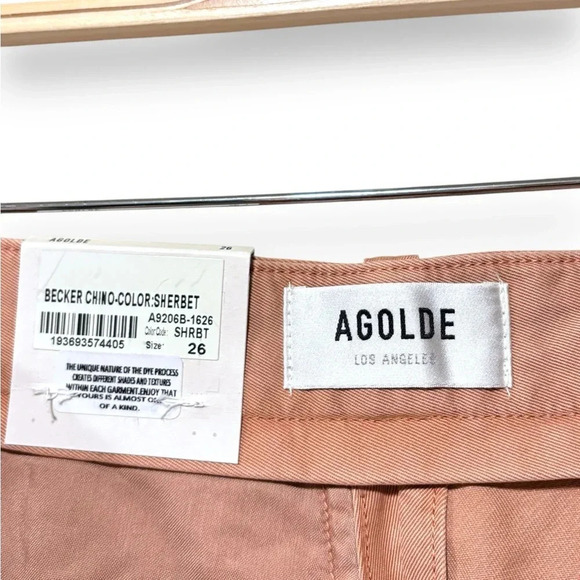 AGOLDE 26
BECKER CHINO-COLOR:SHERBET
A9206B-1626
Color Code: SHRBT
193693574405 Size: 26
THE UNIQUE NATURE OF THE DYE PROCESS
CREATES DIFFERENT SHADES AND TEXTURES
WITHIN EACH GARMENT. ENJOY THAT
YOURS IS ALMOST ONE
OF A KIND.
AGOLDE
LOS ANGELES